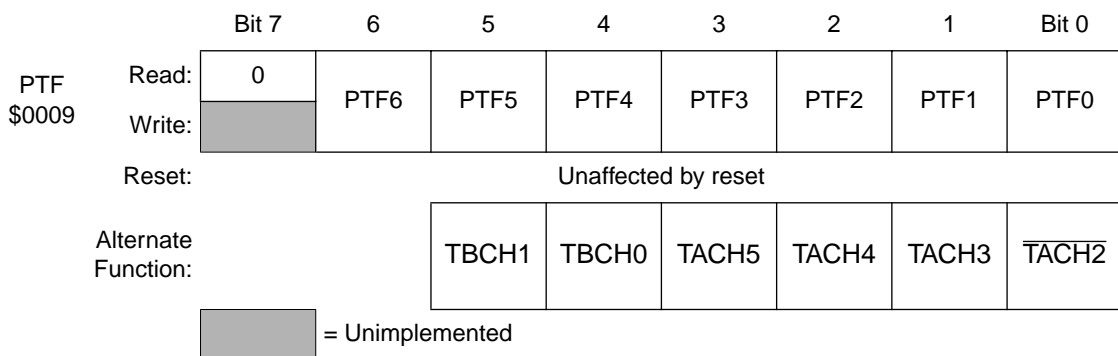 Bit 7 6 5 4 3 2 1 Bit 0
PTF
$0009
Read: 0 PTF6 PTF5 PTF4 PTF3 PTF2 PTF1 PTF0
Write:
Reset: Unaffected by reset
Alternate
Function:
TBCH1 TBCH0 TACH5 TACH4 TACH3 TACH2
= Unimplemented